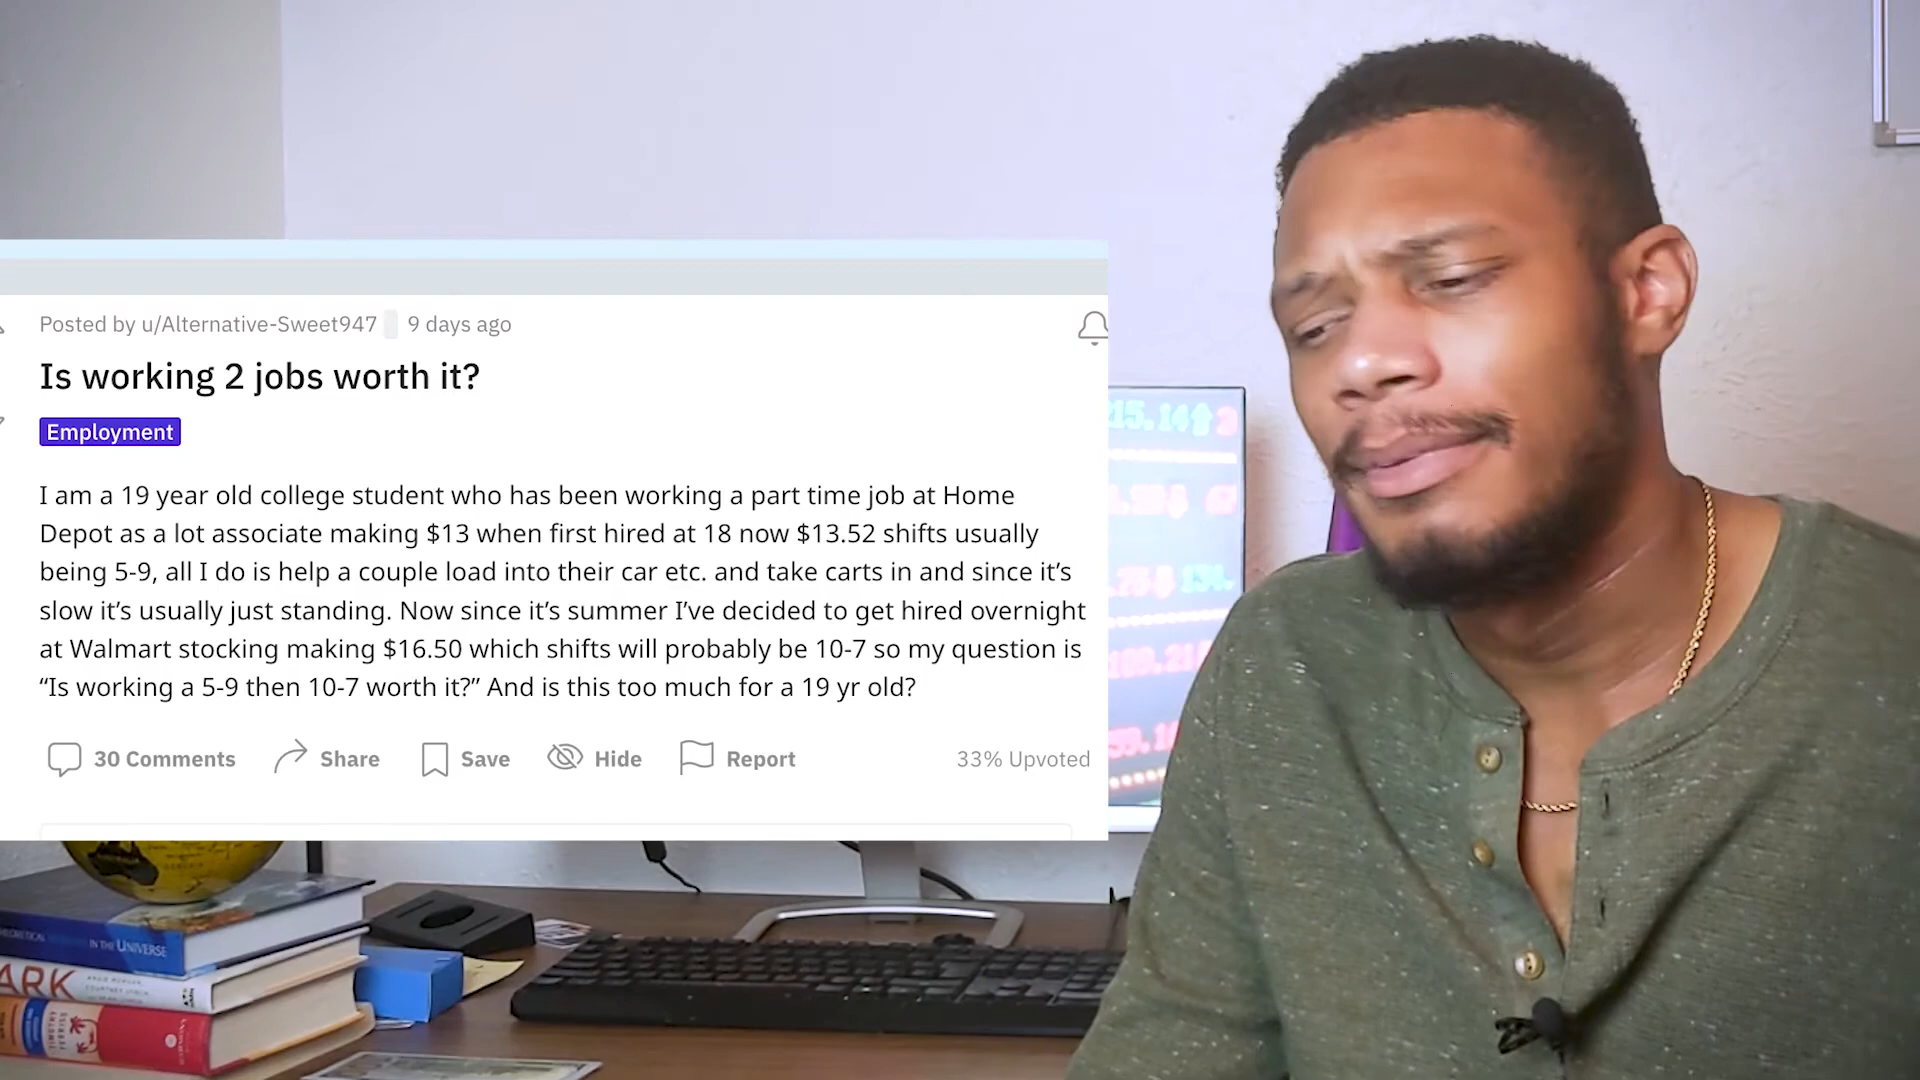 Posted by u/Alternative-Sweet947 9 days ago
Is working 2 jobs worth it?
Employment
I am a 19 year old college student who has been working a part time job at Home
Depot as a lot associate making $13 when first hired at 18 now $13.52 shifts usually
being 5-9, all I do is help a couple load into their car etc. and take carts in and since it’s
slow it’s usually just standing. Now since it’s summer I’ve decided to get hired overnight
at Walmart stocking making $16.50 which shifts will probably be 10-7 so my question is
“Is working a 5-9 then 10-7 worth it?” And is this too much for a 19 yr old?
30 Comments Share Save Hide Report 33% Upvoted
15.14
IN THE UNIVERSE
ARK